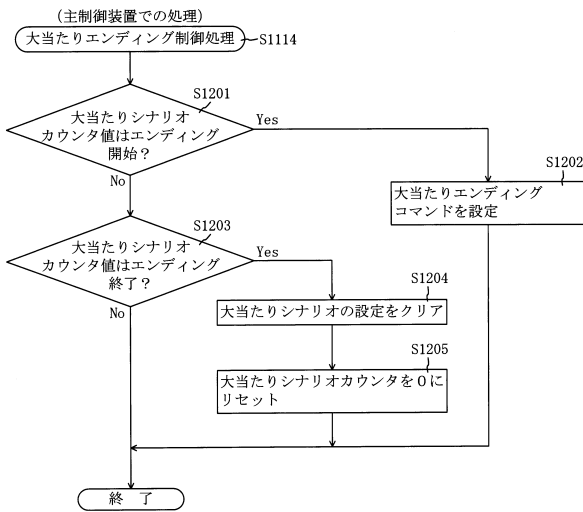 (主制御装置での処理)
大当たりエンディング制御処理
S1114
S1201
大当たりシナリオ
カウンタ値はエンディング
開始？
Yes
No
S1202
大当たりエンディング
コマンドを設定
S1203
大当たりシナリオ
カウンタ値はエンディング
終了？
Yes
No
S1204
大当たりシナリオの設定をクリア
S1205
大当たりシナリオカウンタを0に
リセット
終 了